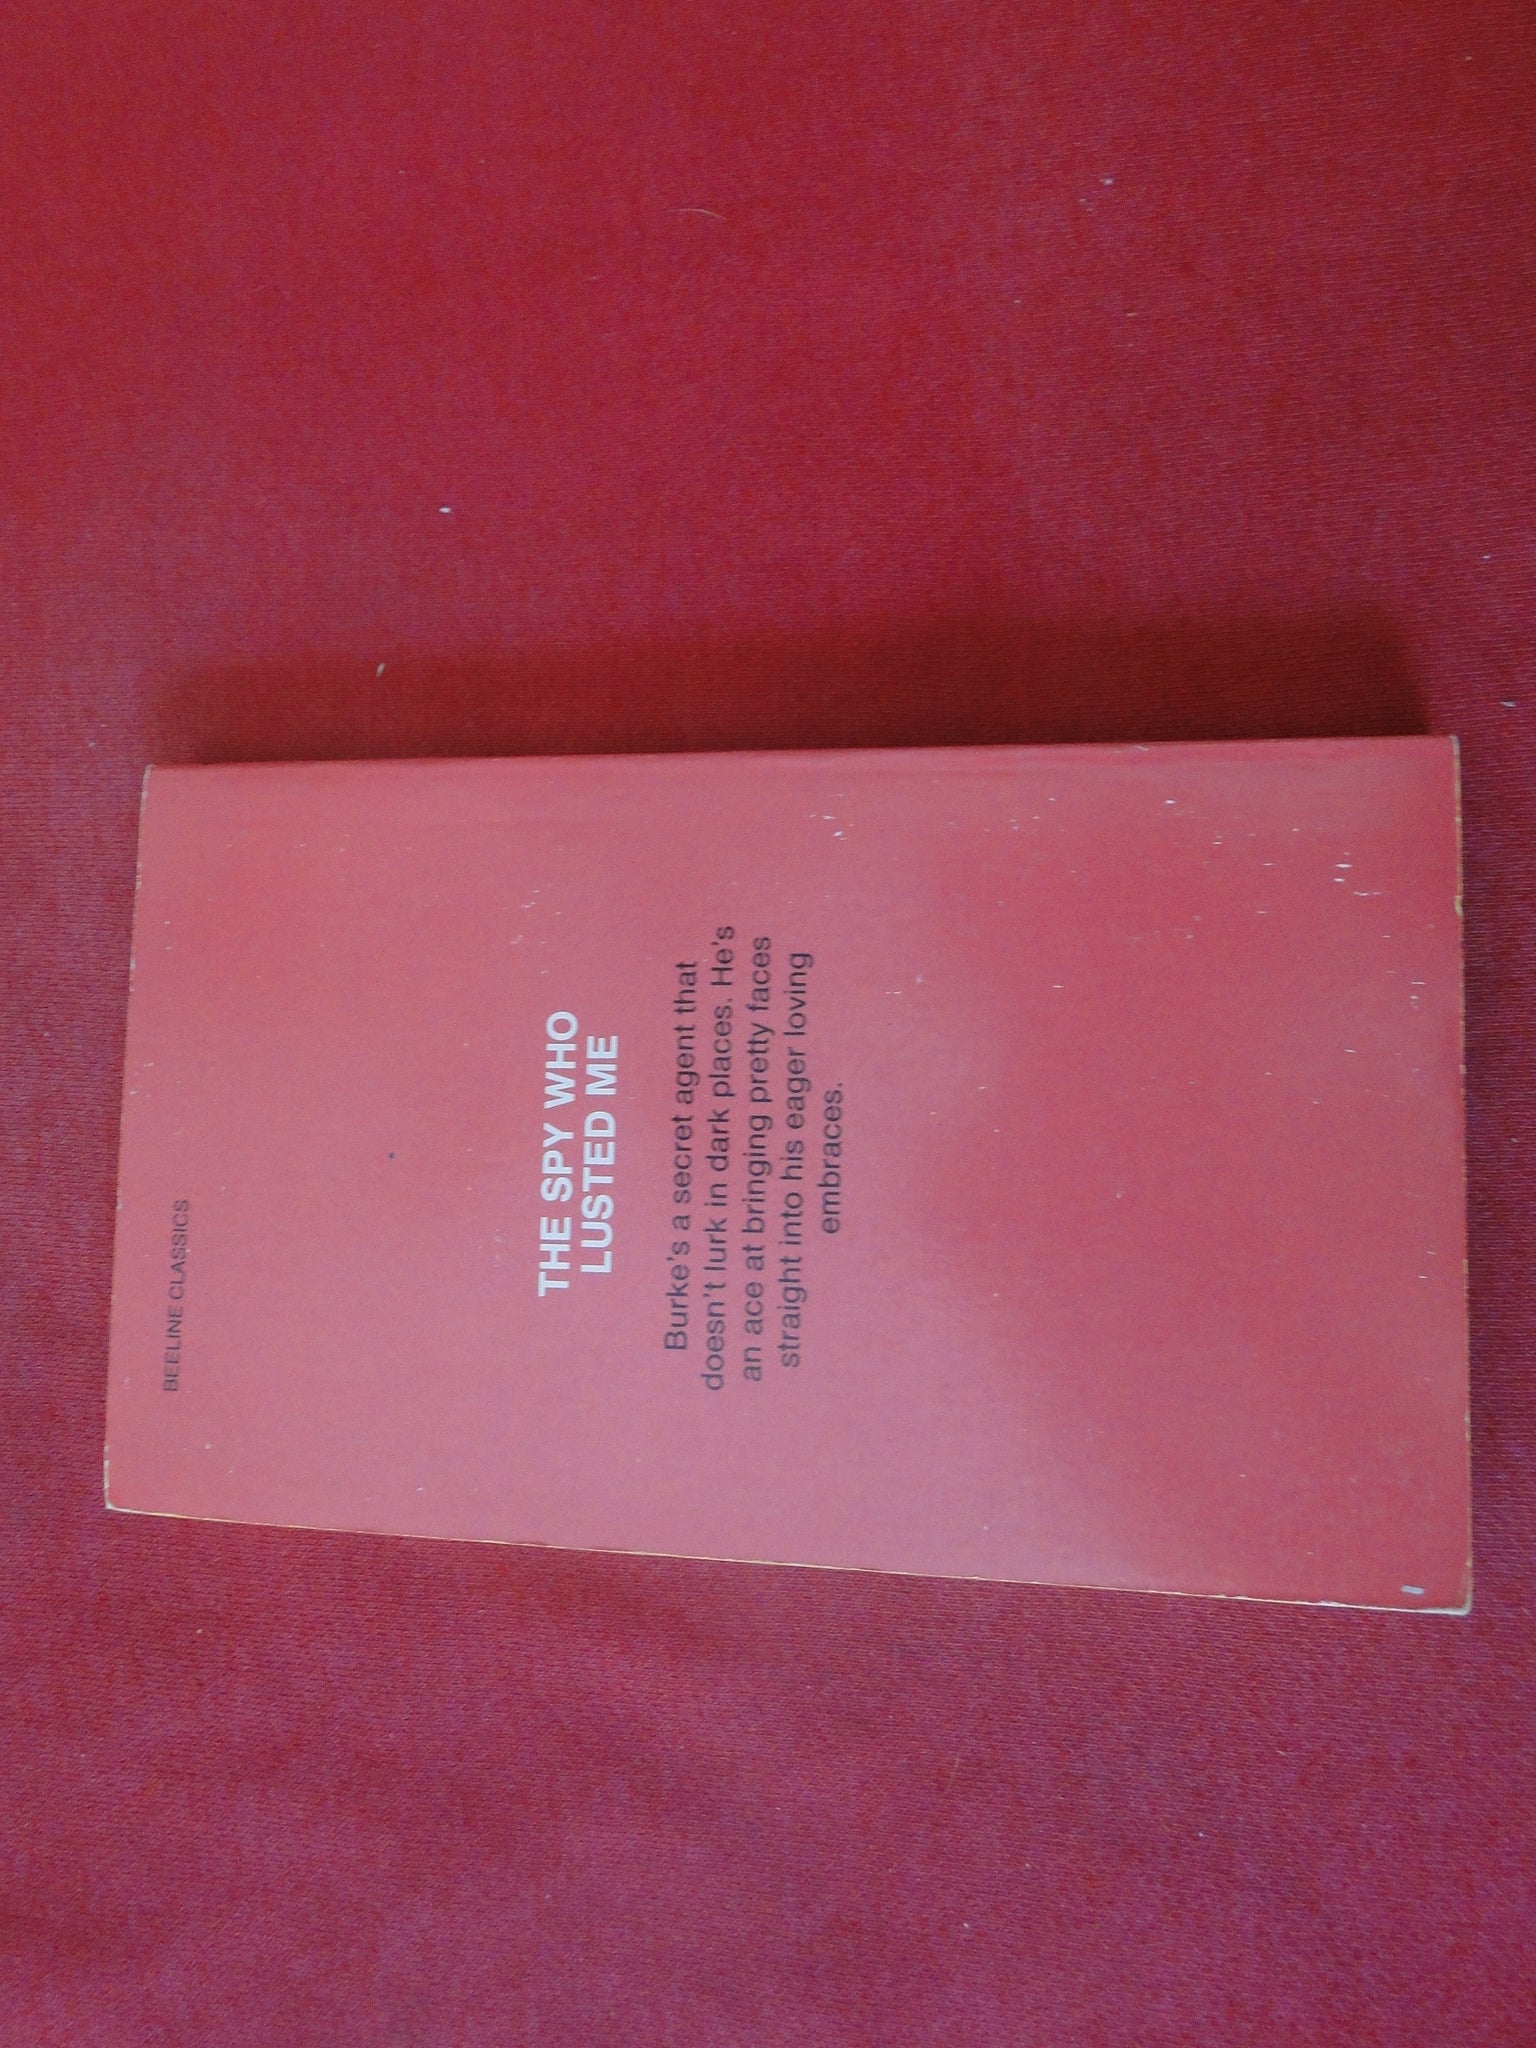 BEELINE CLASSICS
THE SPY WHO
LUSTED ME
Burke's a secret agent that
doesn't lurk in dark places. He's
an ace at bringing pretty faces
straight into his eager loving
embraces.